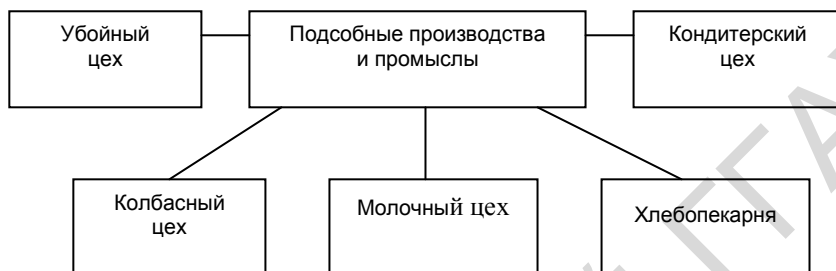 Убойный
цех
Подсобные производства
и промыслы
Кондитерский
цех
Колбасный
цех
Молочный цех
Хлебопекарня